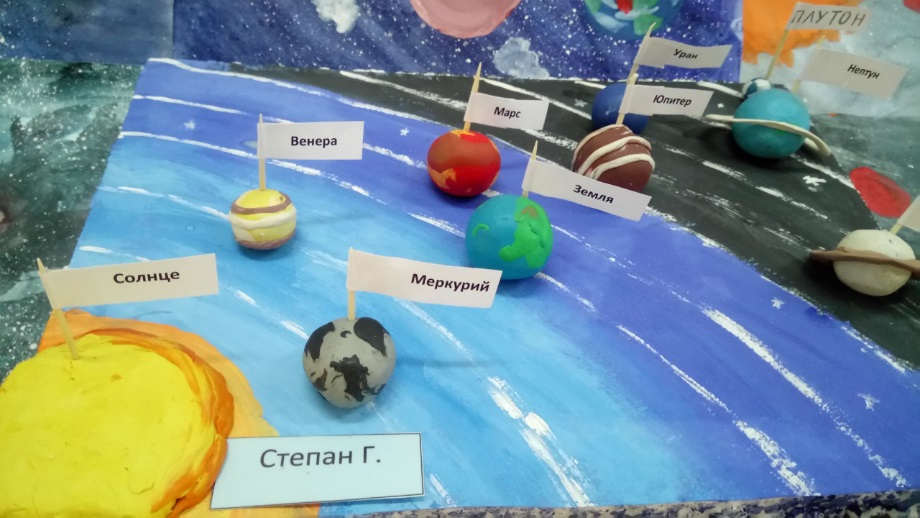 ПЛУТОН
Уран
Нептун
Юпитер
Марс
Венера
Земля
Солнце
Меркурий
Степан Г.